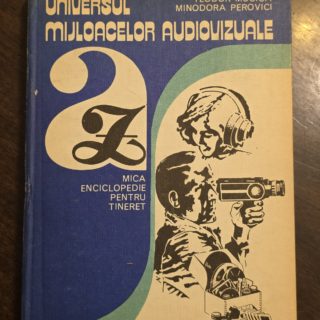 MINODORA PEROVICI
UNIVERSUL
MIJLOACELOR AUDIOVIZUALE
a
Z
MICA
ENCICLOPEDIE
PENTRU
TINERET